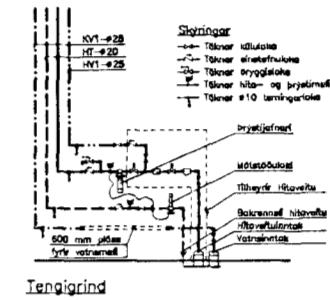 KV1-ø28
HT-ø20
HV1-ø25
Skýringar
Táknar kúluloka
Táknar einstefnuloka
Táknar öryggisloka
Táknar hita- og þrýstimæli
Táknar ø10 tæmingarloka
Þrýstijafnari
Mótstöðuloki
Tilheyrir Hitaveitu
Bakrennsli hitaveitu
Hitaveituinntak
Vatnsinntak
600 mm pláss
fyrir vatnsmæli
Tengigrind